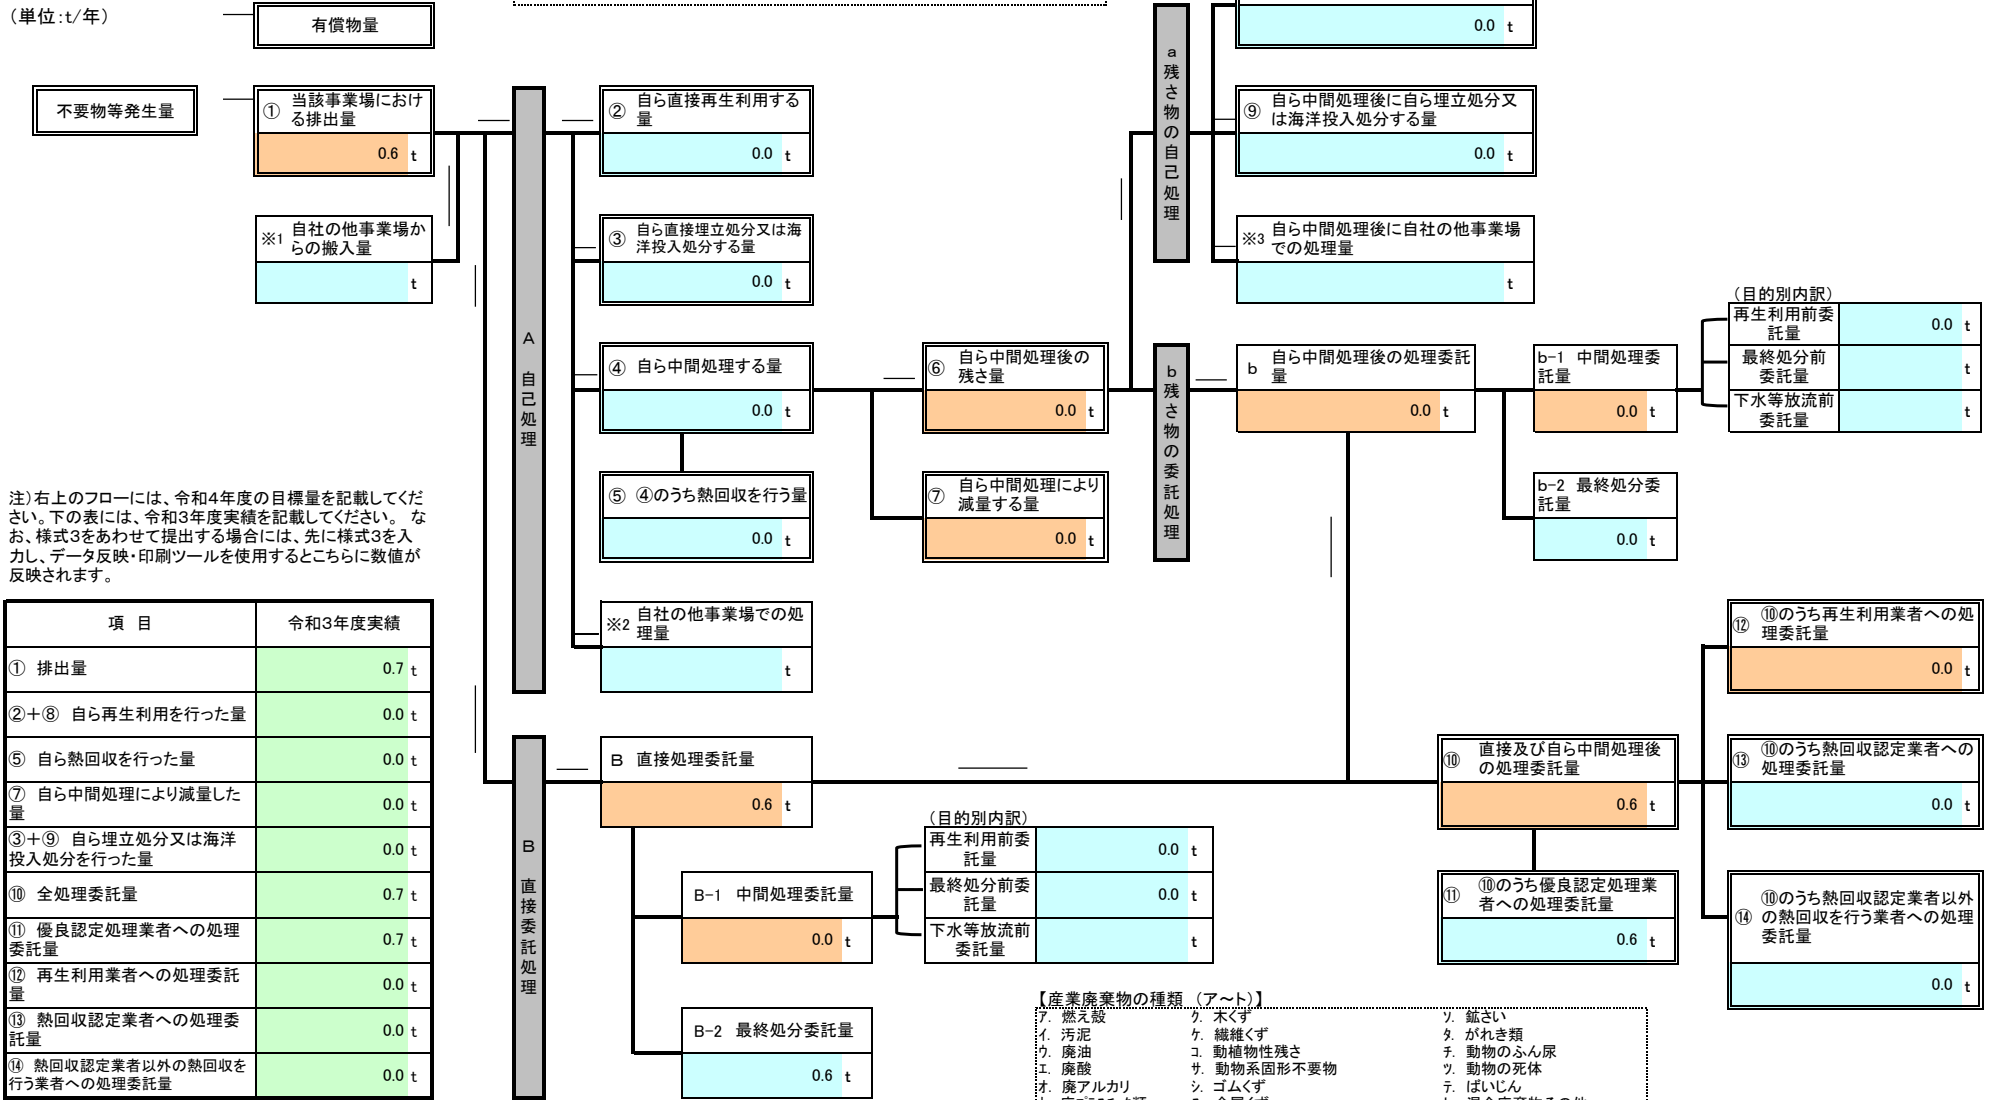 （単位：t/年）
有償物量
0.0 t
不要物等発生量
① 当該事業場におけ
る排出量
0.6 t
※1 自社の他事業場か
らの搬入量
t
A 自己処理
② 自ら直接再生利用する
量
0.0 t
③ 自ら直接埋立処分又は海
洋投入処分する量
0.0 t
④ 自ら中間処理する量
0.0 t
⑤ ④のうち熱回収を行う量
0.0 t
※2 自社の他事業場での処
理量
t
⑥ 自ら中間処理後の
残さ量
0.0 t
⑦ 自ら中間処理により
減量する量
0.0 t
a 残さ物の自己処理
⑨ 自ら中間処理後に自ら埋立処分又
は海洋投入処分する量
0.0 t
※3 自ら中間処理後に自社の他事業場
での処理量
t
b 残さ物の委託処理
b 自ら中間処理後の処理委託
量
0.0 t
b-1 中間処理委
託量
0.0 t
（目的別内訳）
再生利用前委
託量
0.0 t
最終処分前
委託量
t
下水等放流前
委託量
t
b-2 最終処分委
託量
0.0 t
注）右上のフローには、令和４年度の目標量を記載してくだ
さい。下の表には、令和３年度実績を記載してください。 な
お、様式３をあわせて提出する場合には、先に様式３を入
力し、データ反映・印刷ツールを使用するとこちらに数値が
反映されます。
項 目 令和３年度実績
① 排出量 0.7 t
②＋⑧ 自ら再生利用を行った量 0.0 t
⑤ 自ら熱回収を行った量 0.0 t
⑦ 自ら中間処理により減量した
量
0.0 t
③＋⑨ 自ら埋立処分又は海洋
投入処分を行った量
0.0 t
⑩ 全処理委託量 0.7 t
⑪ 優良認定処理業者への処理
委託量
0.7 t
⑫ 再生利用業者への処理委託
量
0.0 t
⑬ 熱回収認定業者への処理委
託量
0.0 t
⑭ 熱回収認定業者以外の熱回収を
行う業者への処理委託量
0.0 t
B 直接委託処理
B 直接処理委託量
0.6 t
B-1 中間処理委託量
0.0 t
B-2 最終処分委託量
0.6 t
（目的別内訳）
再生利用前委
託量
0.0 t
最終処分前委
託量
0.0 t
下水等放流前
委託量
t
⑩ 直接及び自ら中間処理後
の処理委託量
0.6 t
⑪ ⑩のうち優良認定処理業
者への処理委託量
0.6 t
⑫ ⑩のうち再生利用業者への処
理委託量
0.0 t
⑬ ⑩のうち熱回収認定業者への
処理委託量
0.0 t
⑭ ⑩のうち熱回収認定業者以外
の熱回収を行う業者への処理
委託量
0.0 t
【産業廃棄物の種類 （ア～ト）】
ア. 燃え殻 ク. 木くず ソ. 鉱さい
イ. 汚泥 ケ. 繊維くず タ. がれき類
ウ. 廃油 コ. 動植物性残さ チ. 動物のふん尿
エ. 廃酸 サ. 動物系固形不要物 ツ. 動物の死体
オ. 廃アルカリ シ. ゴムくず テ. ばいじん